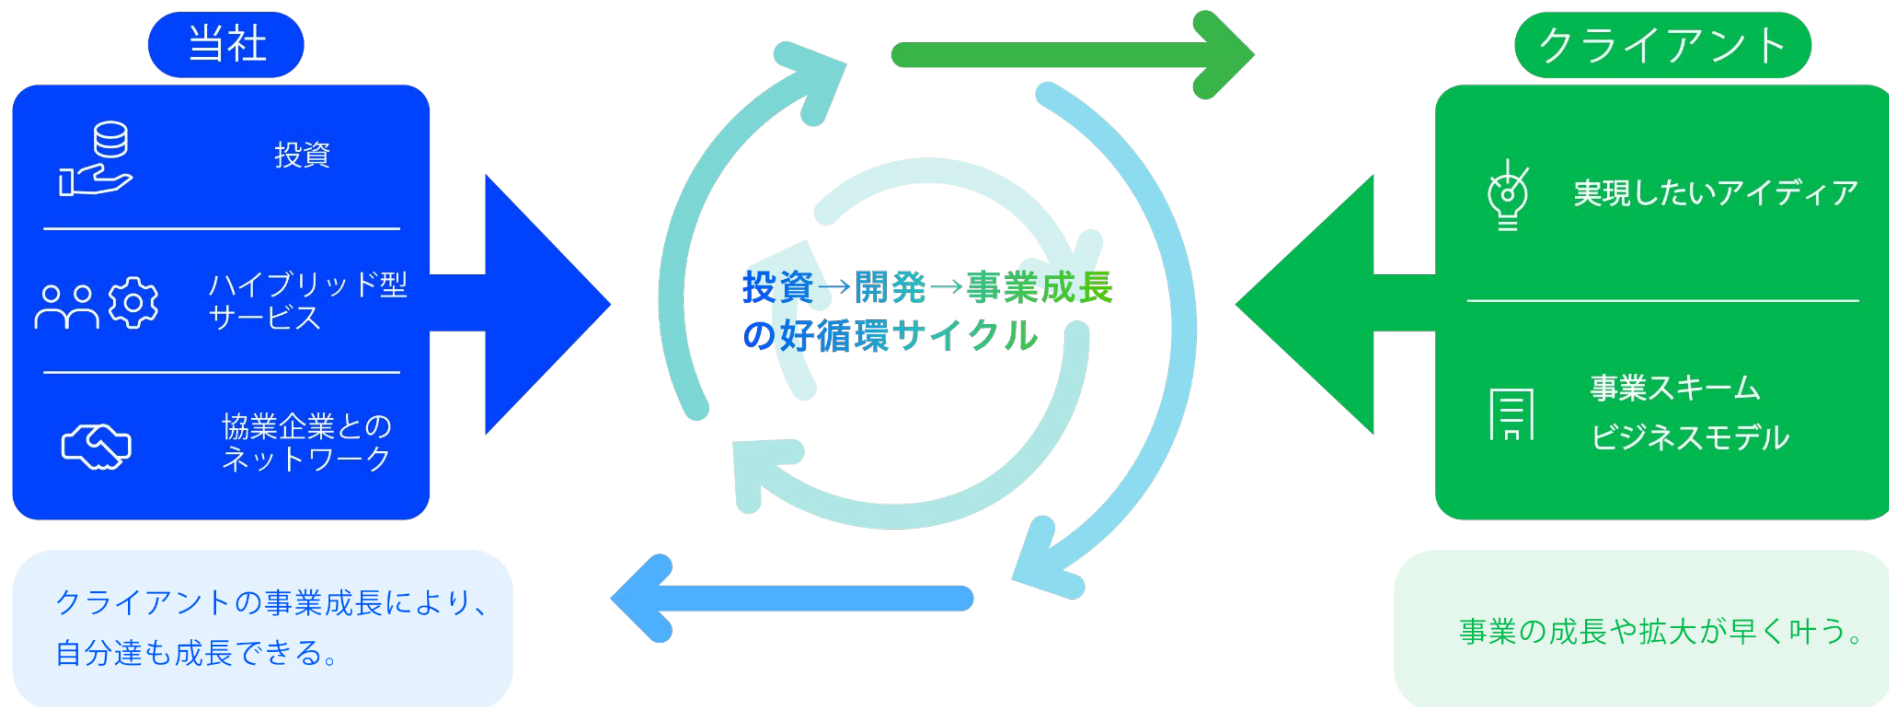 当社
投資
ハイブリッド型
サービス
協業企業との
ネットワーク
クライアントの事業成長により、
自分達も成長できる。
投資→開発→事業成長
の好循環サイクル
クライアント
実現したいアイディア
事業スキーム
ビジネスモデル
事業の成長や拡大が早く叶う。